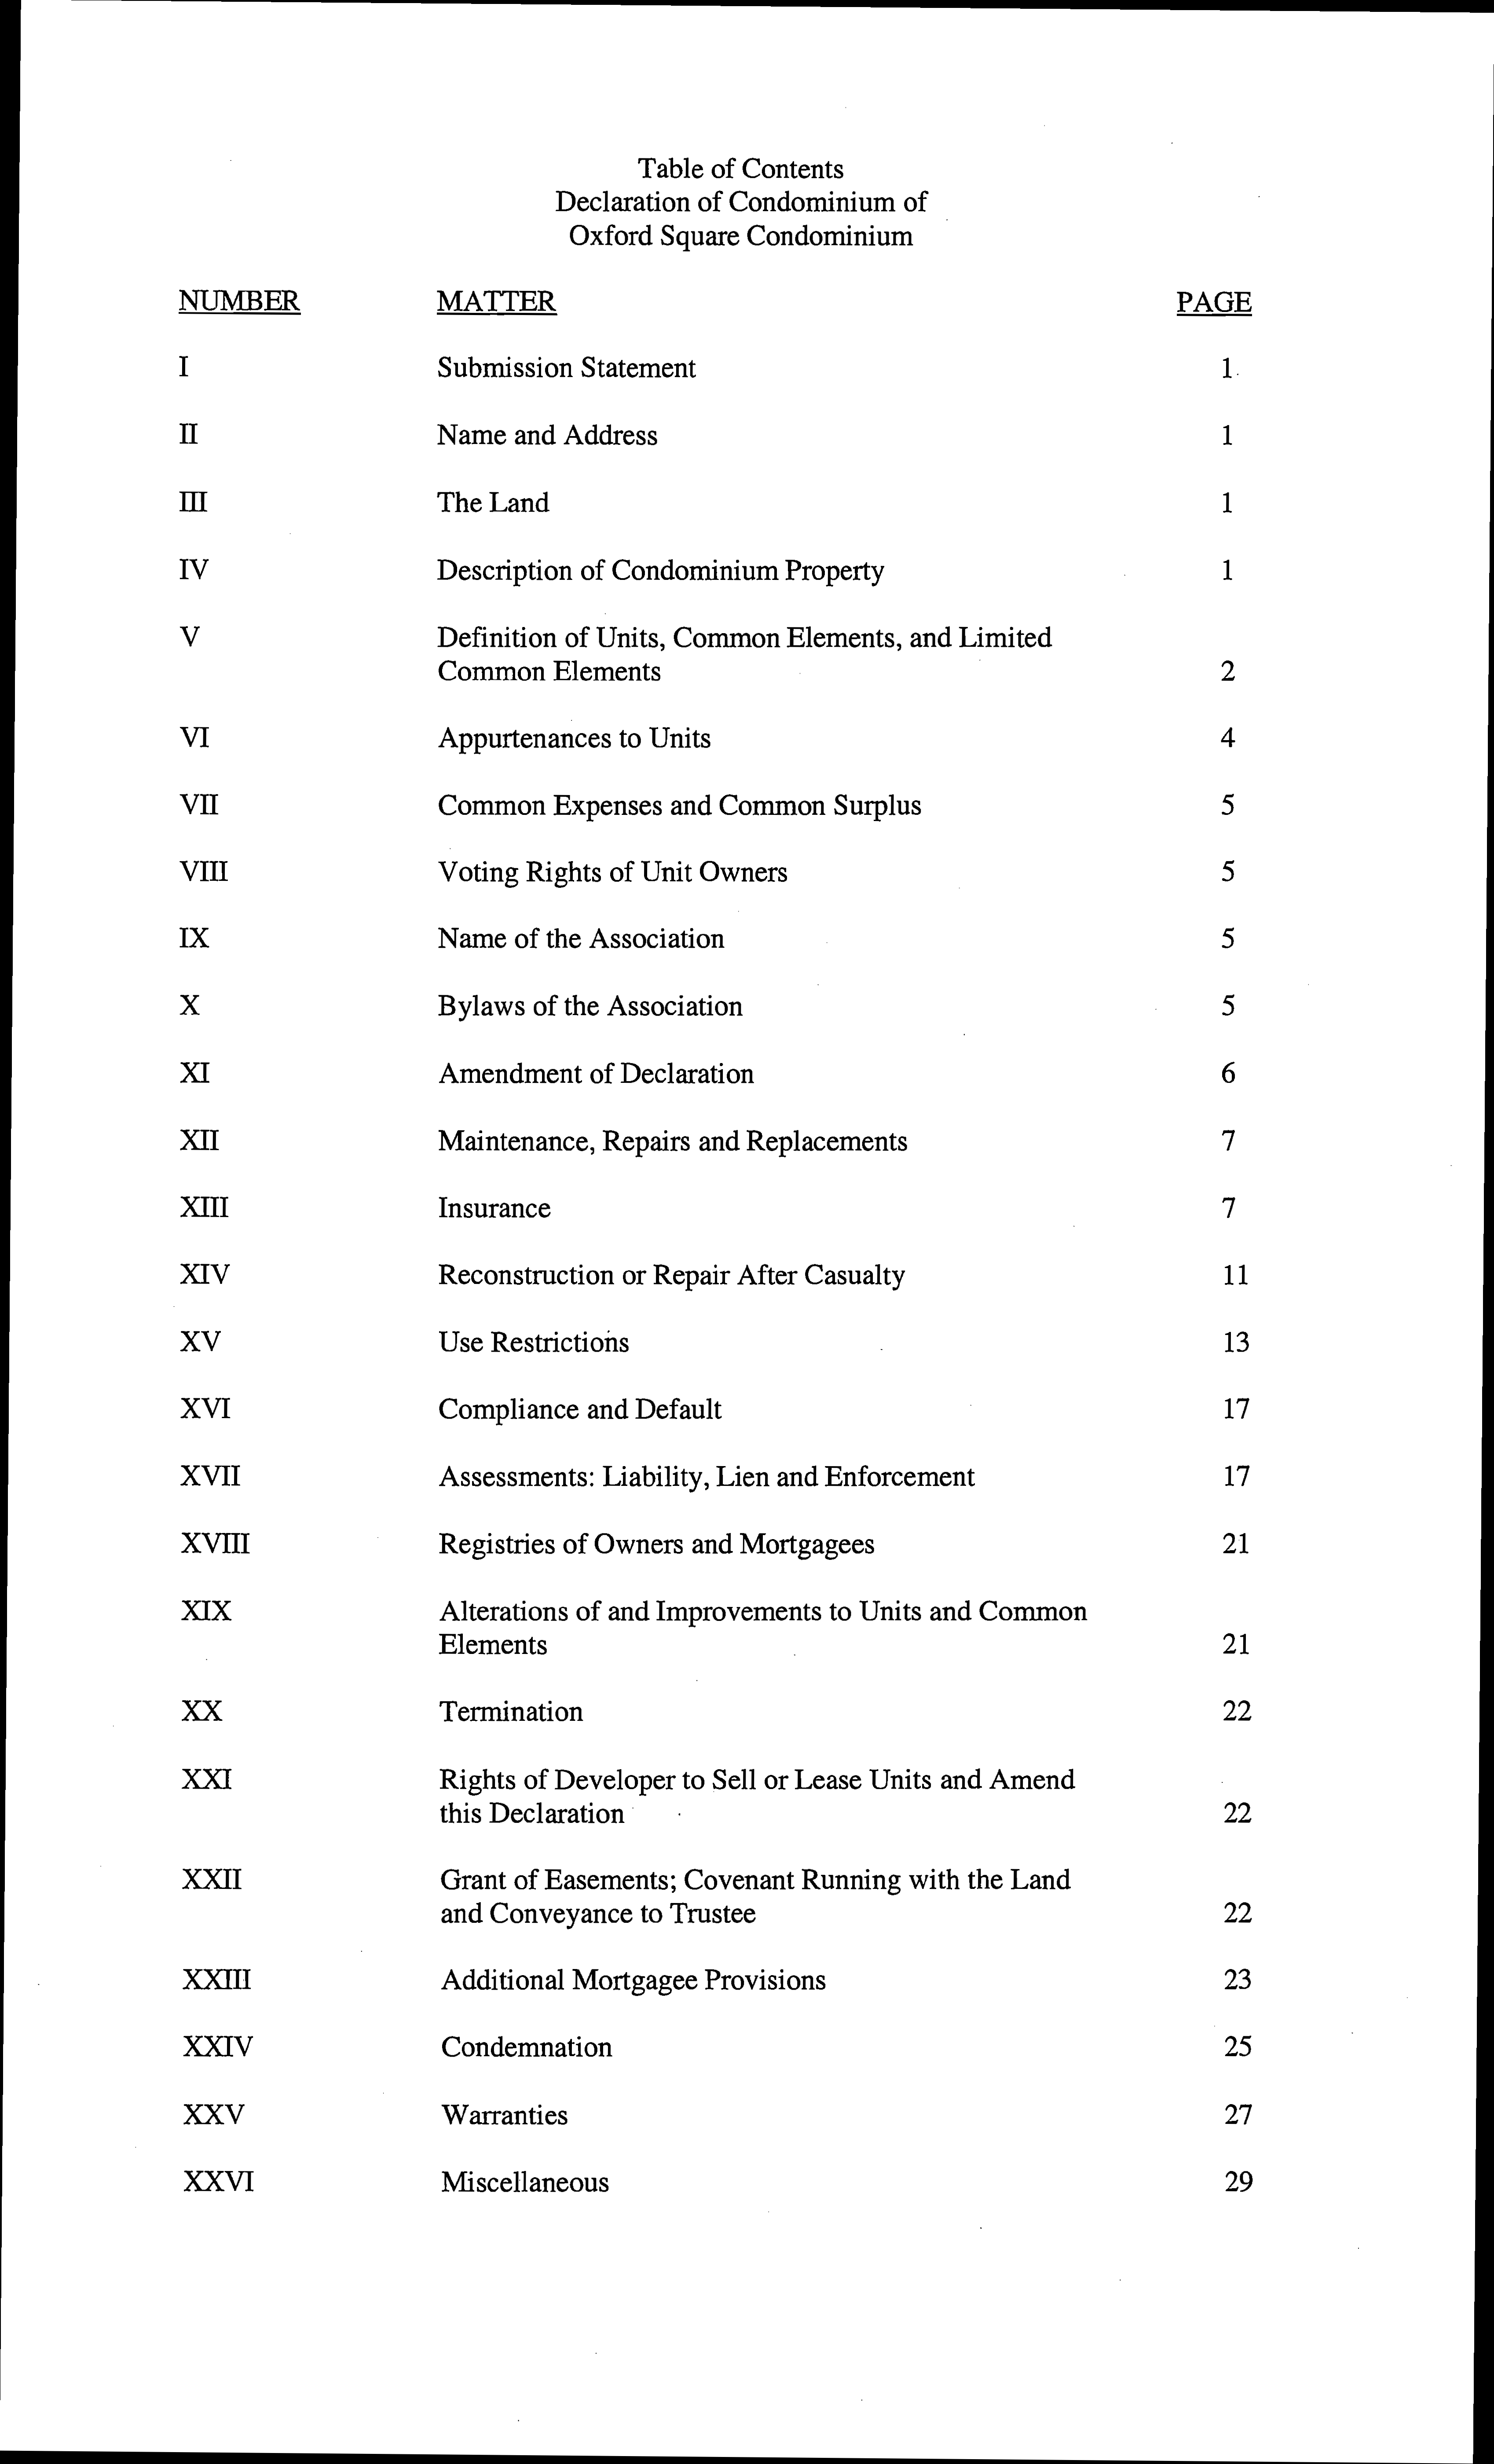 Table of Contents
Declaration of Condominium of
Oxford Square Condominium
NUMBER MATTER PAGE
I Submission Statement 1
II Name and Address 1
III The Land 1
IV Description of Condominium Property 1
V Definition of Units, Common Elements, and Limited
Common Elements 2
VI Appurtenances to Units 4
VII Common Expenses and Common Surplus 5
VIII Voting Rights of Unit Owners 5
IX Name of the Association 5
X Bylaws of the Association 5
XI Amendment of Declaration 6
XII Maintenance, Repairs and Replacements 7
XIII Insurance 7
XIV Reconstruction or Repair After Casualty 11
XV Use Restrictions 13
XVI Compliance and Default 17
XVII Assessments: Liability, Lien and Enforcement 17
XVIII Registries of Owners and Mortgagees 21
XIX Alterations of and Improvements to Units and Common
Elements 21
XX Termination 22
XXI Rights of Developer to Sell or Lease Units and Amend
this Declaration 22
XXII Grant of Easements; Covenant Running with the Land
and Conveyance to Trustee 22
XXIII Additional Mortgagee Provisions 23
XXIV Condemnation 25
XXV Warranties 27
XXVI Miscellaneous 29